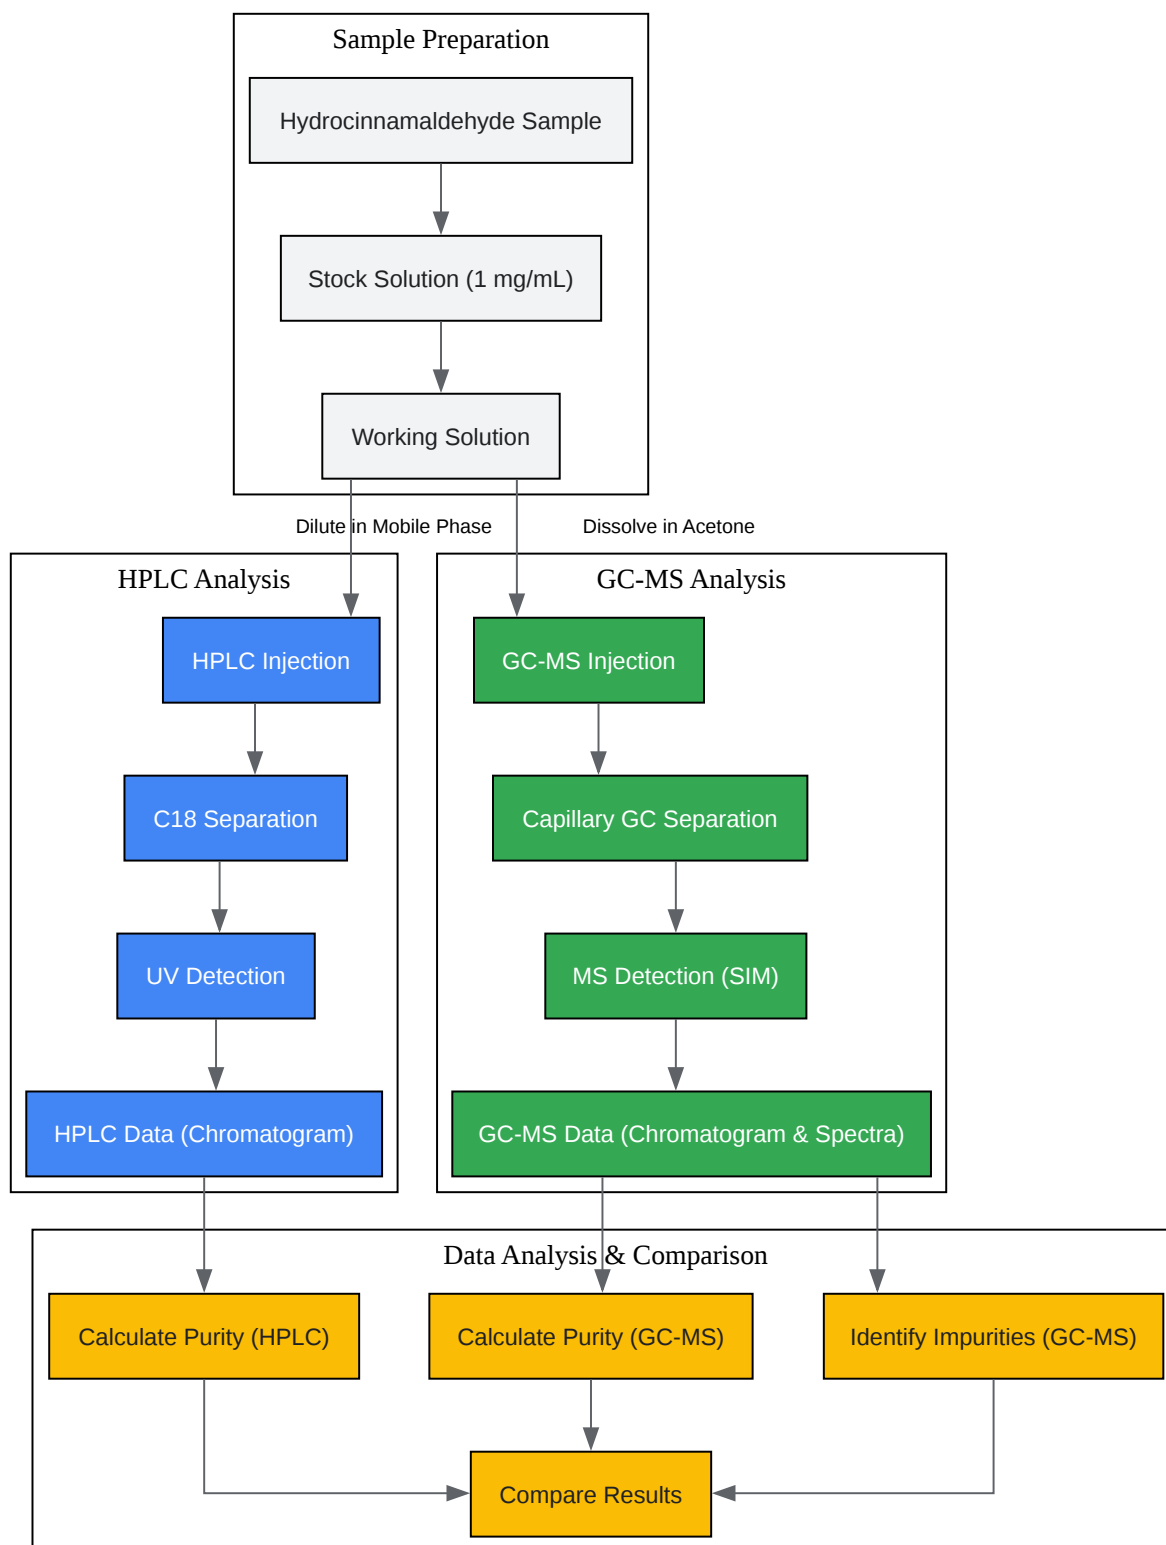 Sample Preparation
Hydrocinnamaldehyde Sample
Stock Solution (1 mg/mL)
Working Solution
Dilute in Mobile Phase
Dissolve in Acetone
HPLC Analysis
HPLC Injection
C18 Separation
UV Detection
HPLC Data (Chromatogram)
GC-MS Analysis
GC-MS Injection
Capillary GC Separation
MS Detection (SIM)
GC-MS Data (Chromatogram & Spectra)
Data Analysis & Comparison
Calculate Purity (HPLC)
Calculate Purity (GC-MS)
Identify Impurities (GC-MS)
Compare Results